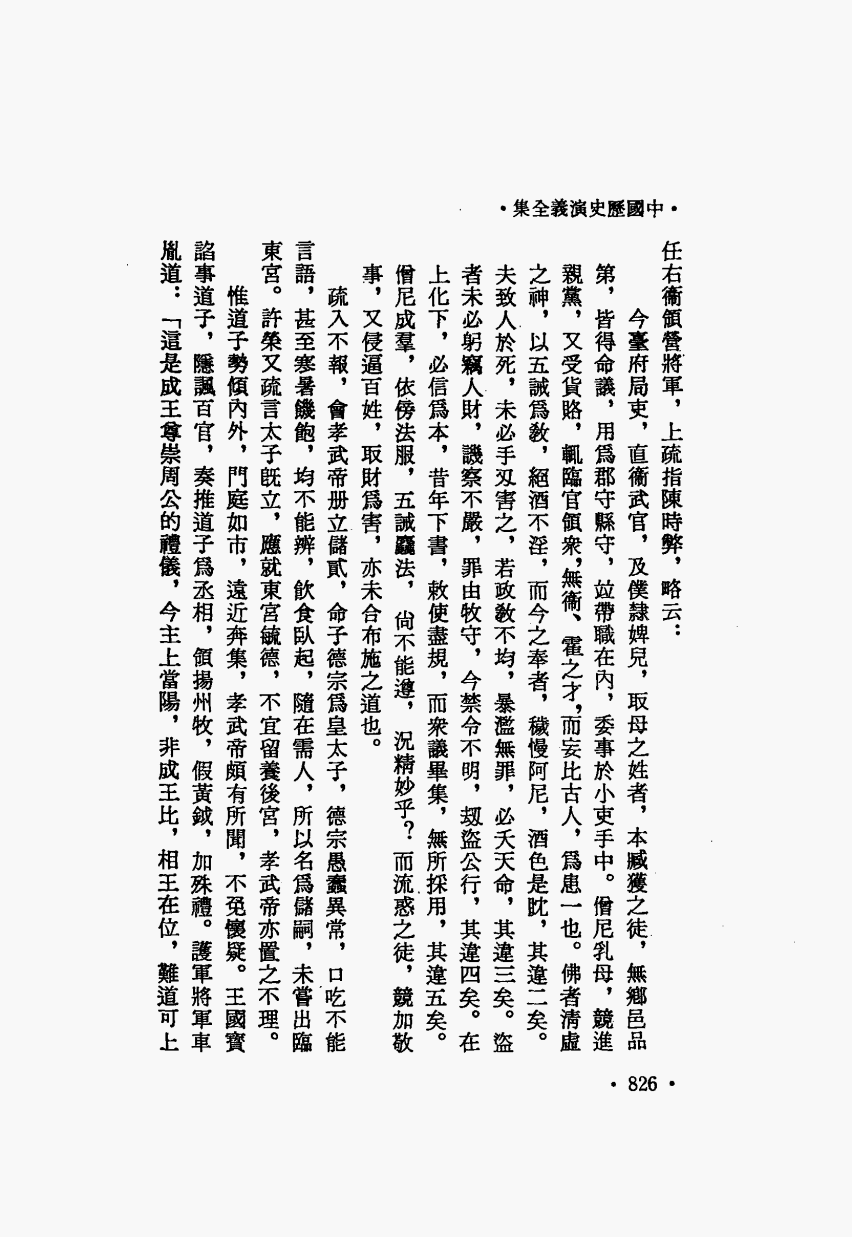 •中國歷史演義全集•
任右衞領營將軍，上疏指陳時弊，略云：
今臺府局吏，直衞武官，及僕隸婢兒，取母之姓者，本臧獲之徒，無鄉邑品
第，皆得命議，用爲郡守縣守，竝帶職在內，委事於小吏手中。僧尼乳母，競進
親黨，又受貨賂，輒臨官領衆，無衞、霍之才，而妄比古人，爲患一也。佛者清虛
之神，以五誡爲敎，絕酒不淫，而今之奉者，穢慢阿尼，酒色是躭，其違二矣。
夫致人於死，未必手刄害之，若政敎不均，暴濫無罪，必夭天命，其違三矣。盜
者未必躬竊人財，譏察不嚴，罪由牧守，今禁令不明，刼盜公行，其違四矣。在
上化下，必信爲本，昔年下書，敕使盡規，而衆議畢集，無所採用，其違五矣。
僧尼成羣，依傍法服，五誡麤法，尙不能遵，況精妙乎？而流惑之徒，競加敬
事，又侵逼百姓，取財爲害，亦未合布施之道也。
疏入不報，會孝武帝册立儲貳，命子德宗爲皇太子，德宗愚蠢異常，口吃不能
言語，甚至寒暑饑飽，均不能辨，飮食臥起，隨在需人，所以名爲儲嗣，未嘗出臨
東宮。許榮又疏言太子旣立，應就東宮毓德，不宜留養後宮，孝武帝亦置之不理。
惟道子勢傾內外，門庭如市，遠近奔集，孝武帝頗有所聞，不免懷疑。王國寶
諂事道子，隱諷百官，奏推道子爲丞相，領揚州牧，假黃鉞，加殊禮。護軍將軍車
胤道：「這是成王尊崇周公的禮儀，今主上當陽，非成王比，相王在位，難道可上
•826•